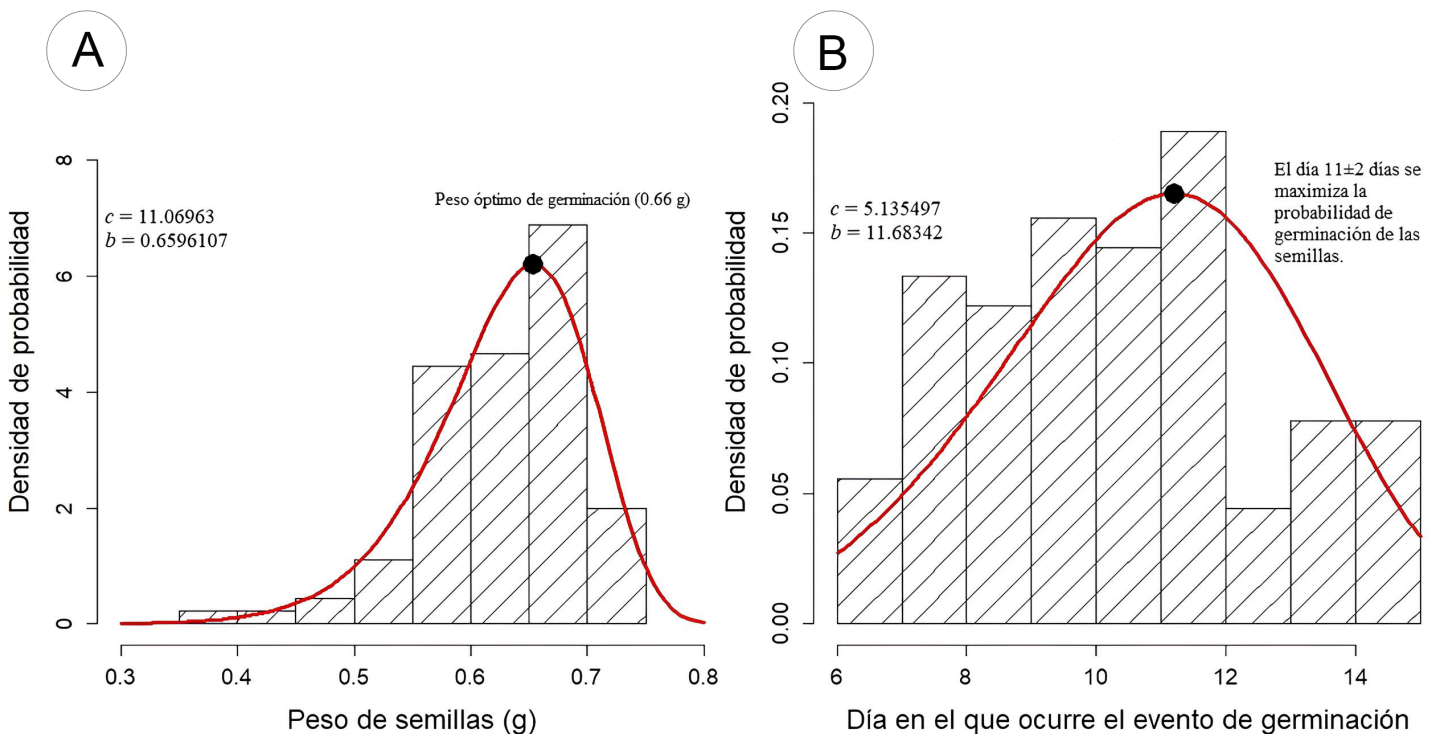 A
Densidad de probabilidad
8
6
4
2
0
c = 11.06963
b = 0.6596107
Peso óptimo de germinación (0.66 g)
0.3 0.4 0.5 0.6 0.7 0.8
Peso de semillas (g)
B
Densidad de probabilidad
0.20
0.15
0.10
0.05
0.00
c = 5.135497
b = 11.68342
El día 11±2 días se
maximiza la
probabilidad de
germinación de las
semillas.
6 8 10 12 14
Día en el que ocurre el evento de germinación